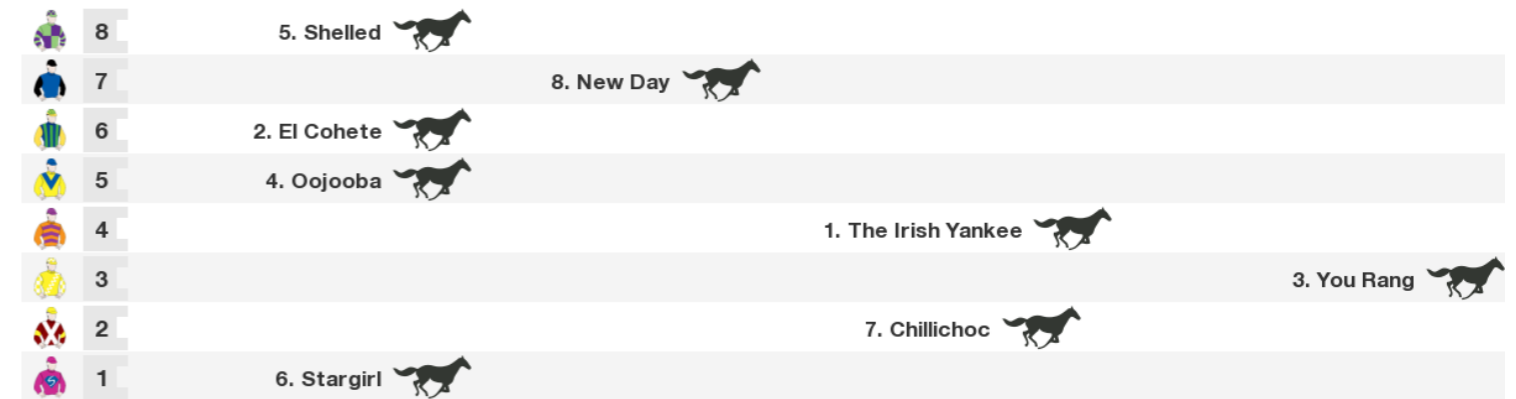 8 5. Shelled
7 8. New Day
6 2. El Cohete
5 4. Oojooba
4 1. The Irish Yankee
3 3. You Rang
2 7. Chillichoc
1 6. Stargirl